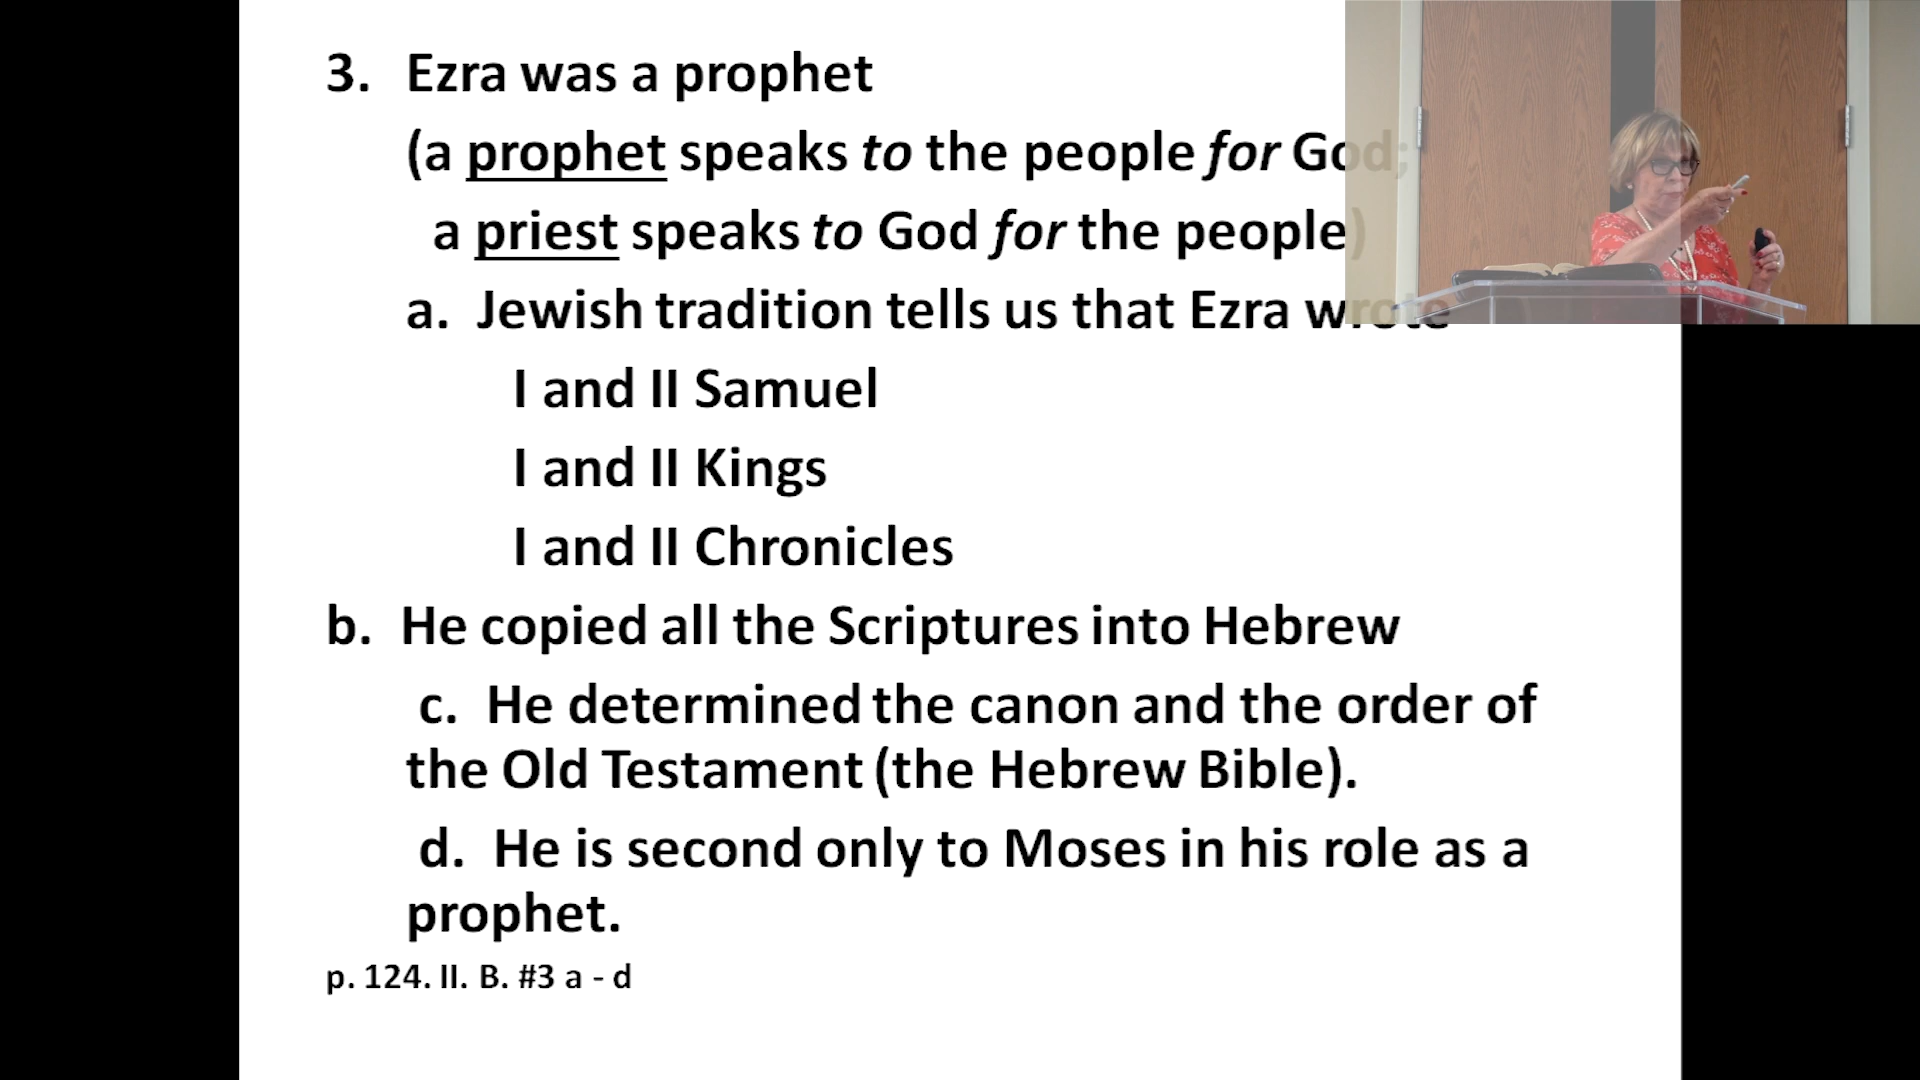 3. Ezra was a prophet
(a prophet speaks to the people for God;
a priest speaks to God for the people)
a. Jewish tradition tells us that Ezra wrote
I and II Samuel
I and II Kings
I and II Chronicles
b. He copied all the Scriptures into Hebrew
c. He determined the canon and the order of
the Old Testament (the Hebrew Bible).
d. He is second only to Moses in his role as a
prophet.
p. 124. II. B. #3 a - d